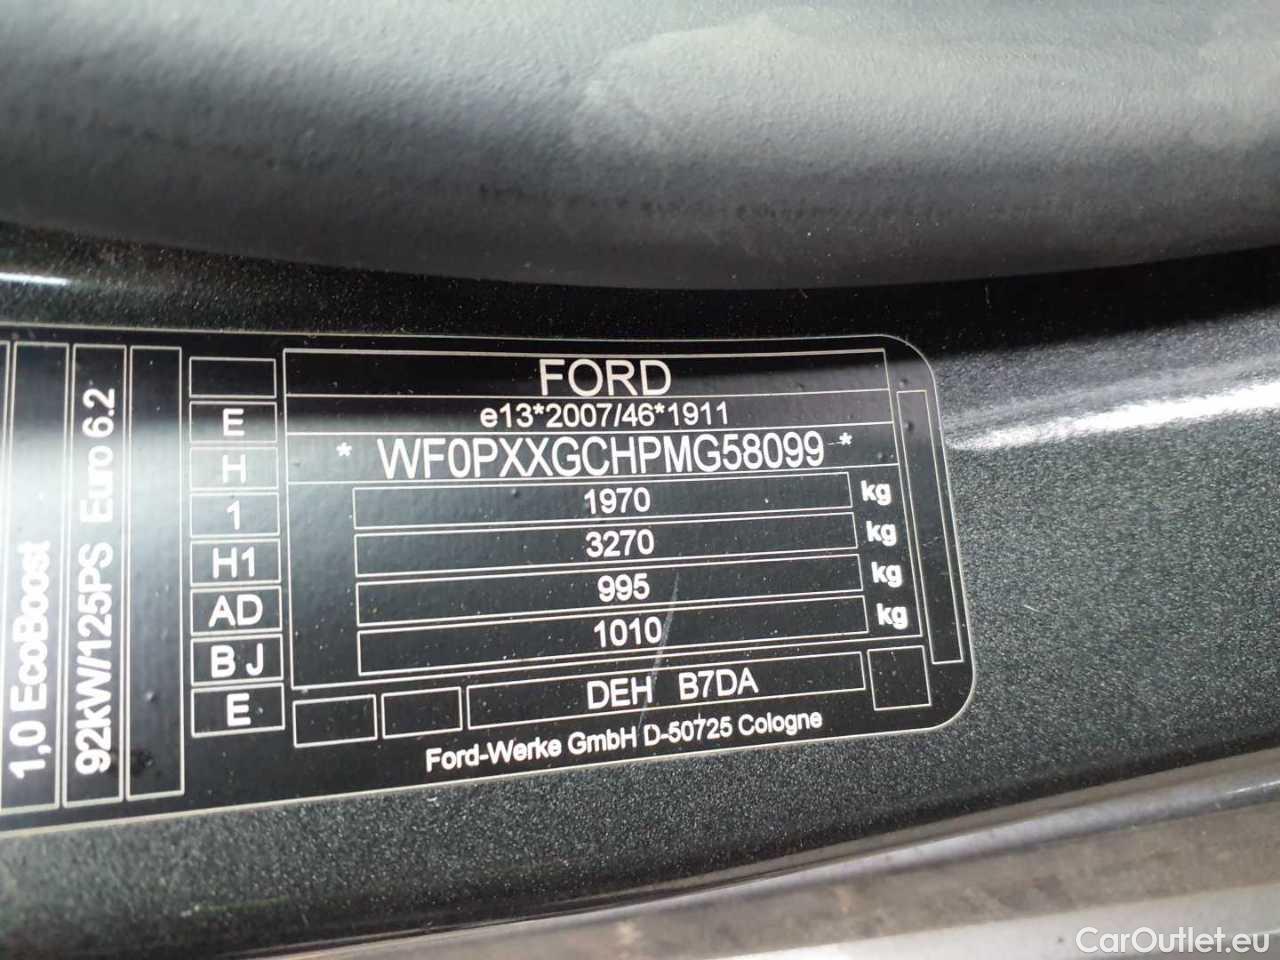 FORD
e13*2007/46*1911
* WF0PXXGCHPMG58099 *
1970 kg
3270 kg
995 kg
1010 kg
DEH B7DA
Ford-Werke GmbH D-50725 Cologne
E
H
1
H1
AD
B J
E
92kW/125PS Euro 6.2
1,0 EcoBoost
CarOutlet.eu